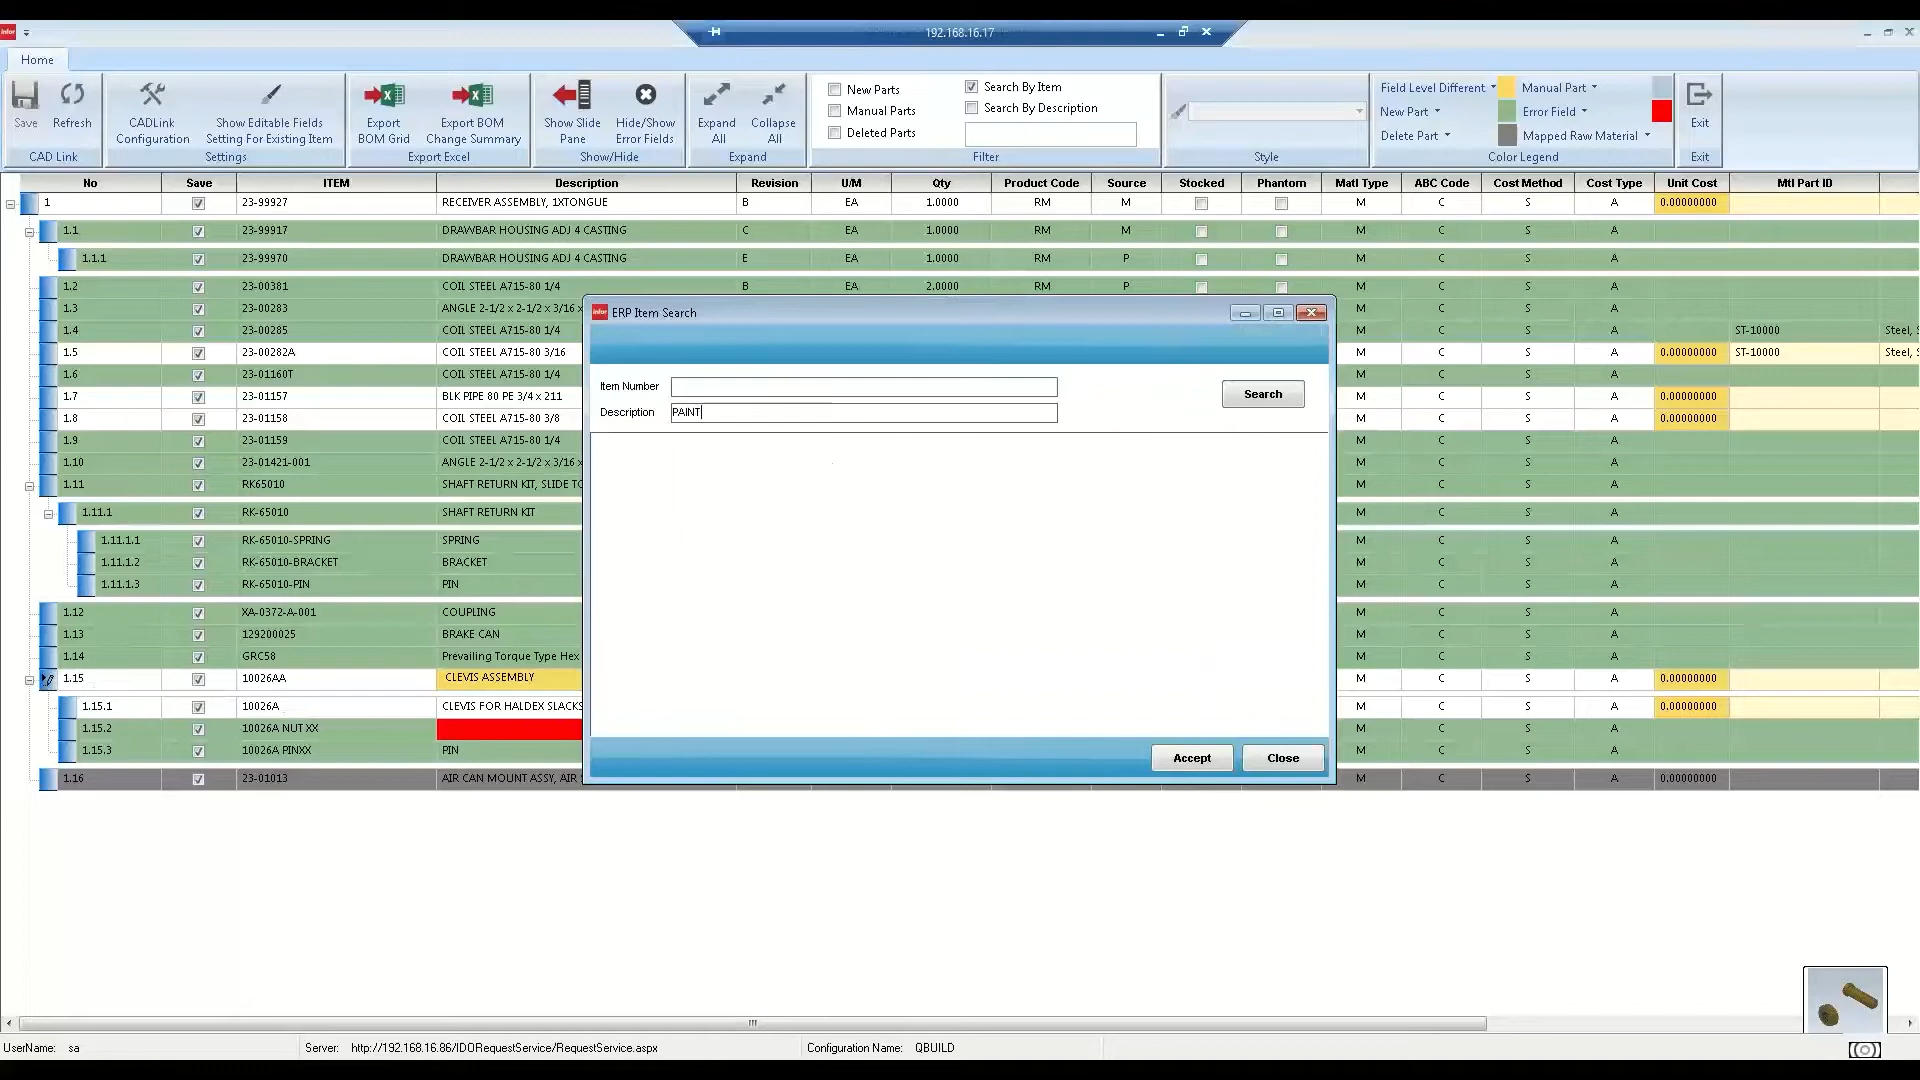 infor
192.168.16.17
Home
New Parts
Manual Parts
Deleted Parts
Search By Item
Search By Description
Field Level Different
Manual Part
New Part
Error Field
Delete Part
Mapped Raw Material
Save
Refresh
CADLink Configuration
Show Editable Fields Setting For Existing Item
Export BOM Grid
Export BOM Change Summary
Show Slide Pane
Hide/Show Error Fields
Expand All
Collapse All
Exit
CAD Link
Settings
Export Excel
Show/Hide
Expand
Filter
Style
Color Legend
Exit
No Save ITEM Description Revision U/M Qty Product Code Source Stocked Phantom Matl Type ABC Code Cost Method Cost Type Unit Cost Mtl Part ID
1 23-99927 RECEIVER ASSEMBLY, 1XTONGUE B EA 1.0000 RM M M C S A 0.00000000
1.1 23-99917 DRAWBAR HOUSING ADJ 4 CASTING C EA 1.0000 RM M M C S A
1.1.1 23-99970 DRAWBAR HOUSING ADJ 4 CASTING E EA 1.0000 RM P M C S A
1.2 23-00381 COIL STEEL A715-80 1/4 B EA 2.0000 RM P M C S A
1.3 23-00283 ANGLE 2-1/2 x 2-1/2 x 3/16 x M C S A
1.4 23-00285 COIL STEEL A715-80 1/4 M C S A ST-10000 Steel, S
1.5 23-00282A COIL STEEL A715-80 3/16 M C S A 0.00000000 ST-10000 Steel, S
1.6 23-01160T COIL STEEL A715-80 1/4 M C S A
1.7 23-01157 BLK PIPE 80 PE 3/4 x 211 M C S A 0.00000000
1.8 23-01158 COIL STEEL A715-80 3/8 M C S A 0.00000000
1.9 23-01159 COIL STEEL A715-80 1/4 M C S A
1.10 23-01421-001 ANGLE 2-1/2 x 2-1/2 x 3/16 x M C S A
1.11 RK65010 SHAFT RETURN KIT, SLIDE TO M C S A
1.11.1 RK-65010 SHAFT RETURN KIT M C S A
1.11.1.1 RK-65010-SPRING SPRING M C S A
1.11.1.2 RK-65010-BRACKET BRACKET M C S A
1.11.1.3 RK-65010-PIN PIN M C S A
1.12 XA-0372-A-001 COUPLING M C S A
1.13 129200025 BRAKE CAN M C S A
1.14 GRC58 Prevailing Torque Type Hex M C S A
1.15 10026AA CLEVIS ASSEMBLY M C S A 0.00000000
1.15.1 10026A CLEVIS FOR HALDEX SLACKS M C S A 0.00000000
1.15.2 10026A NUT XX M C S A
1.15.3 10026A PINXX PIN M C S A
1.16 23-01013 AIR CAN MOUNT ASSY, AIR M C S A 0.00000000
infor ERP Item Search
Item Number
Search
Description PAINT
Accept Close
UserName: sa Server: http://192.168.16.86/IDORequestService/RequestService.aspx Configuration Name: QBUILD